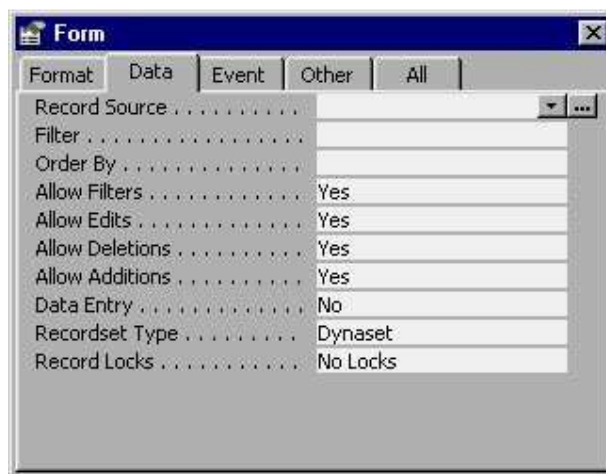 Form
Format Data Event Other All
Record Source . . . . . . . . . .
Filter . . . . . . . . . . . . . . . . .
Order By . . . . . . . . . . . . . .
Allow Filters . . . . . . . . . . . . Yes
Allow Edits . . . . . . . . . . . . . Yes
Allow Deletions . . . . . . . . . Yes
Allow Additions . . . . . . . . . Yes
Data Entry . . . . . . . . . . . . . No
Recordset Type . . . . . . . . . Dynaset
Record Locks . . . . . . . . . . . No Locks